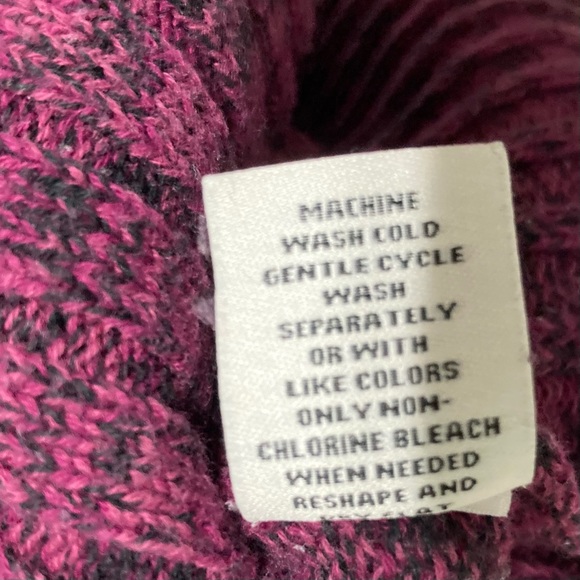 MACHINE
WASH COLD
GENTLE CYCLE
WASH
SEPARATELY
OR WITH
LIKE COLORS
ONLY NON-
CHLORINE BLEACH
WHEN NEEDED
RESHAPE AND
FLAT